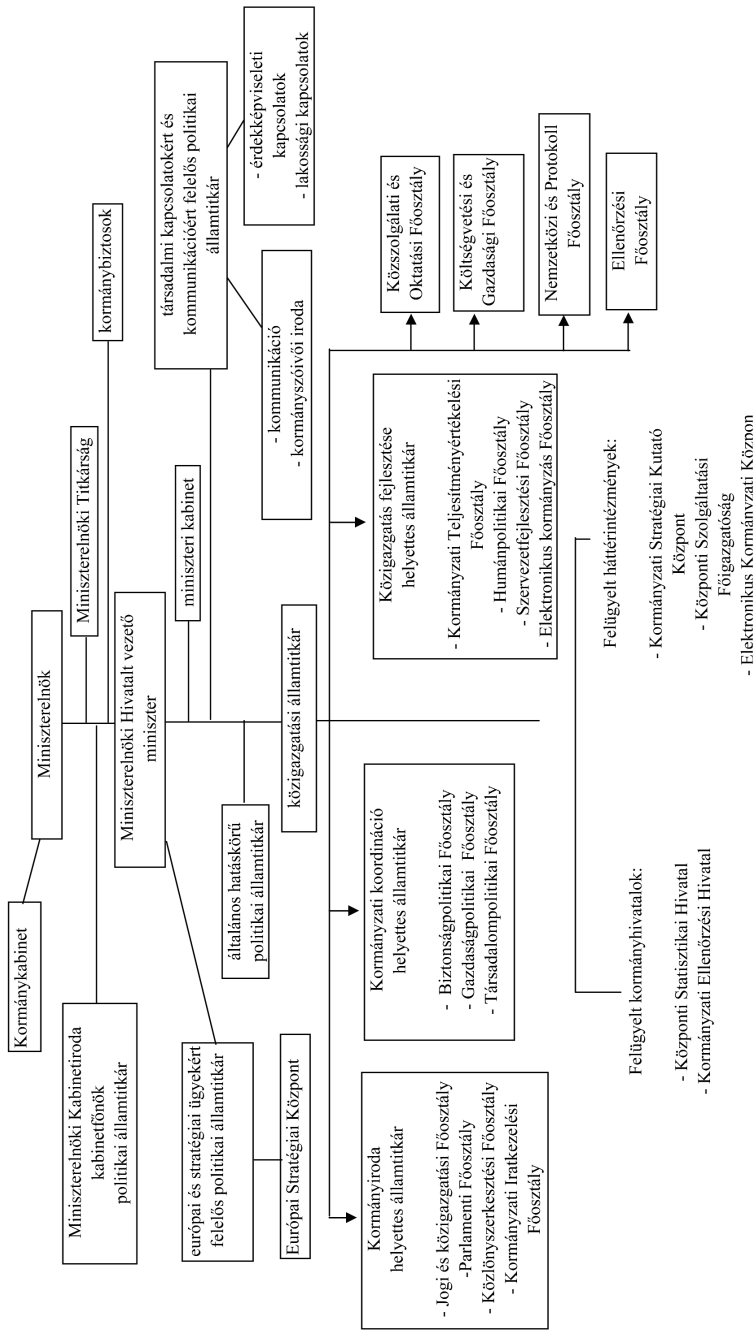 Kormánykabinet
Miniszterelnök
Miniszterelnöki Titkárság
kormánybiztosok
Miniszterelnöki Kabinetiroda
kabinetfőnök
politikai államtitkár
Miniszterelnöki Hivatalt vezető
miniszter
társadalmi kapcsolatokért és
kommunikációért felelős politikai
államtitkár
európai és stratégiai ügyekért
felelős politikai államtitkár
általános hatáskörű
politikai államtitkár
miniszteri kabinet
- kommunikáció
- kormányszóivői iroda
- érdekképviseleti
kapcsolatok
- lakossági kapcsolatok
Európai Stratégiai Központ
közigazgatási államtitkár
Kormányiroda
helyettes államtitkár
- Jogi és közigazgatási Főosztály
-Parlamenti Főosztály
- Közlönyszerkesztési Főosztály
- Kormányzati Iratkezelési
Főosztály
Kormányzati koordináció
helyettes államtitkár
- Biztonságpolitikai Főosztály
- Gazdaságpolitikai Főosztály
- Társadalompolitikai Főosztály
Közigazgatás fejlesztése
helyettes államtitkár
- Kormányzati Teljesítményértékelési
Főosztály
- Humánpolitikai Főosztály
- Szervezetfejlesztési Főosztály
- Elektronikus kormányzás Főosztály
Közszolgálati és
Oktatási Főosztály
Költségvetési és
Gazdasági Főosztály
Nemzetközi és Protokoll
Főosztály
Ellenőrzési
Főosztály
Felügyelt kormányhivatalok:
- Központi Statisztikai Hivatal
- Kormányzati Ellenőrzési Hivatal
Felügyelt háttérintézmények:
- Kormányzati Stratégiai Kutató
Központ
- Központi Szolgáltatási
Főigazgatóság
- Elektronikus Kormányzati Központ